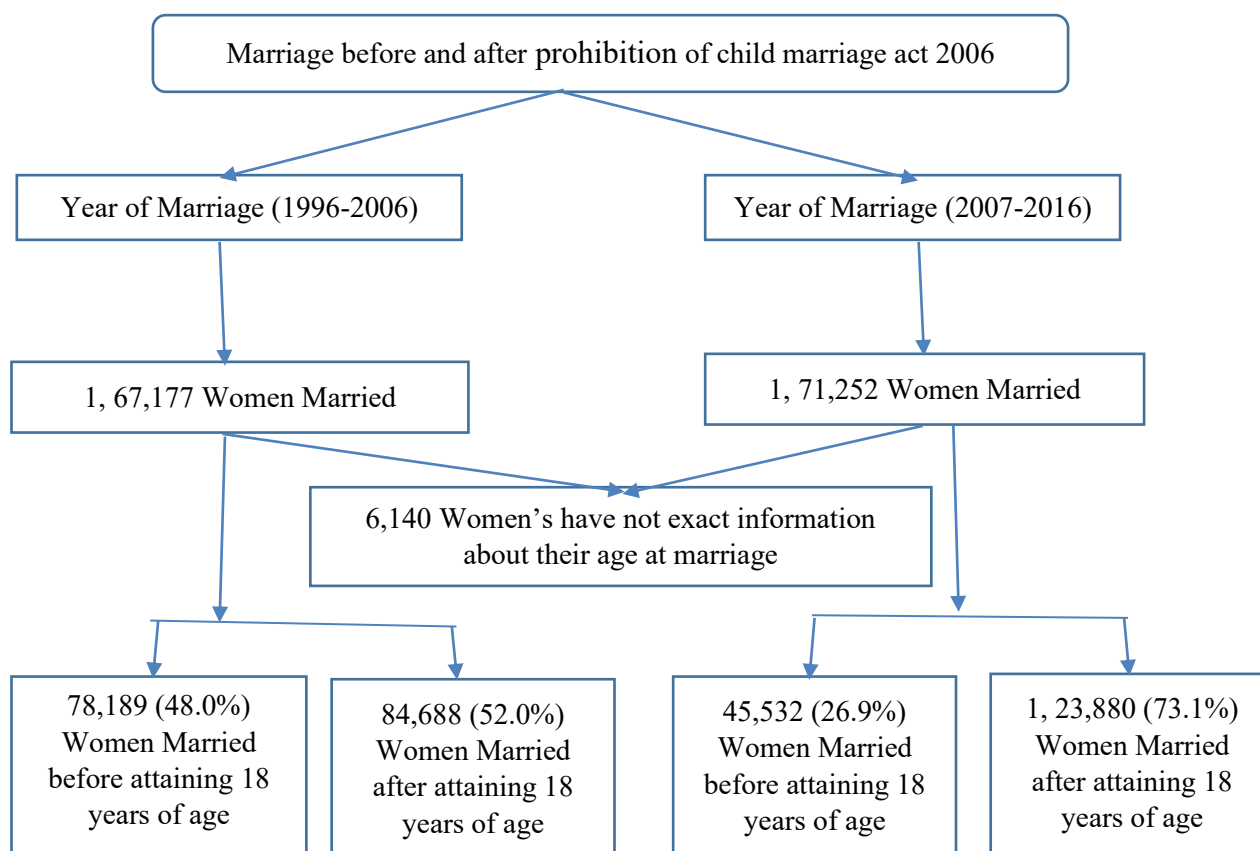 Marriage before and after prohibition of child marriage act 2006
Year of Marriage (1996-2006)
Year of Marriage (2007-2016)
1, 67,177 Women Married
1, 71,252 Women Married
6,140 Women’s have not exact information
about their age at marriage
78,189 (48.0%)
Women Married
before attaining 18
years of age
84,688 (52.0%)
Women Married
after attaining 18
years of age
45,532 (26.9%)
Women Married
before attaining 18
years of age
1, 23,880 (73.1%)
Women Married
after attaining 18
years of age